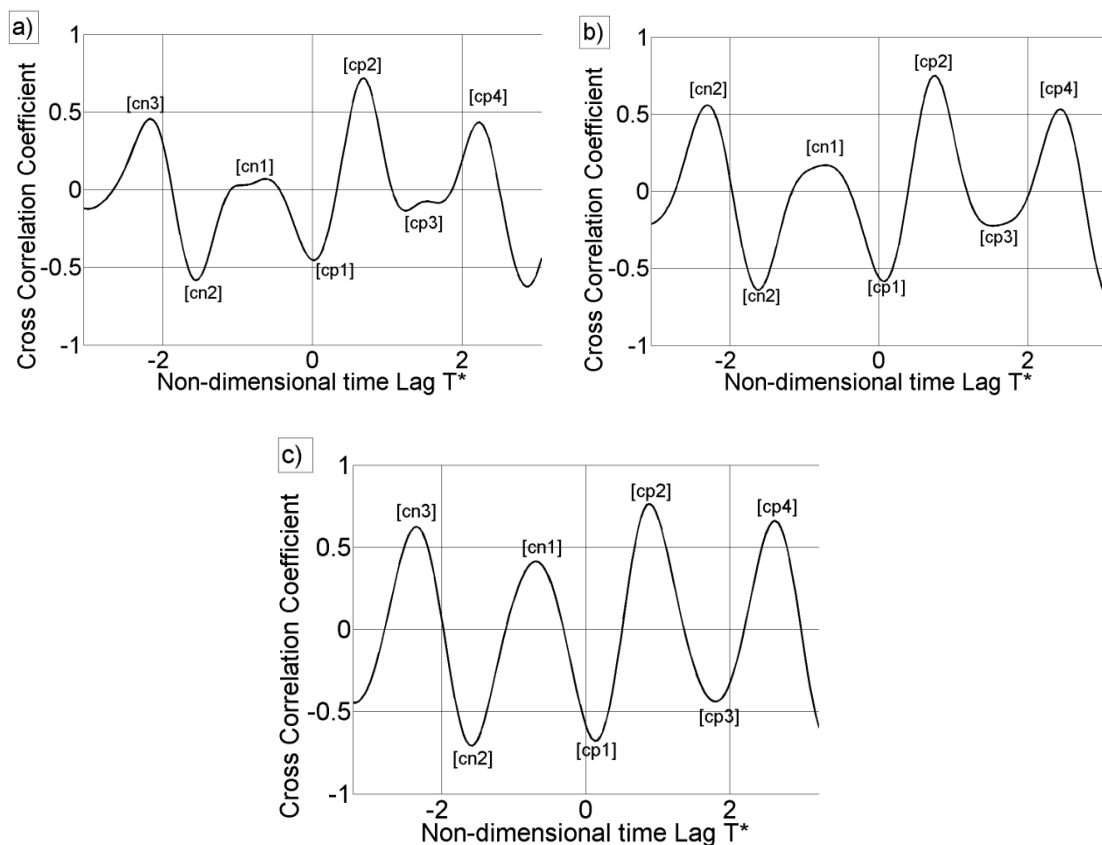 a)
Cross Correlation Coefficient
1
0.5
0
-0.5
-1
[cn3]
[cn2]
[cn1]
[cp1]
[cp2]
[cp3]
[cp4]
-2
0
2
Non-dimensional time Lag T*
b)
Cross Correlation Coefficient
1
0.5
0
-0.5
-1
[cn2]
[cn2]
[cn1]
[cp1]
[cp2]
[cp3]
[cp4]
-2
0
2
Non-dimensional time Lag T*
c)
Cross Correlation Coefficient
1
0.5
0
-0.5
-1
[cn3]
[cn2]
[cn1]
[cp1]
[cp2]
[cp3]
[cp4]
-2
0
2
Non-dimensional time Lag T*